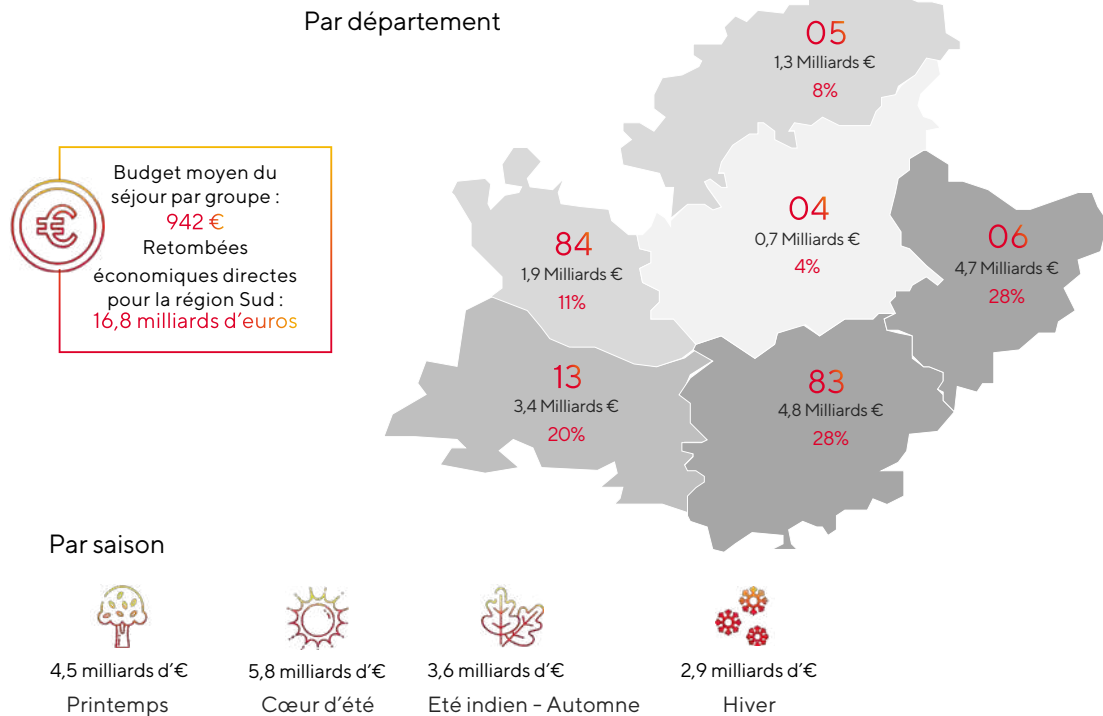 Par département
05
1,3 Milliards €
8%
Budget moyen du
séjour par groupe :
942 €
Retombées
économiques directes
pour la région Sud :
16,8 milliards d’euros
04
0,7 Milliards €
4%
06
4,7 Milliards €
28%
84
1,9 Milliards €
11%
13
3,4 Milliards €
20%
83
4,8 Milliards €
28%
Par saison
4,5 milliards d’€
Printemps
5,8 milliards d’€
Cœur d’été
3,6 milliards d’€
Eté indien - Automne
2,9 milliards d’€
Hiver